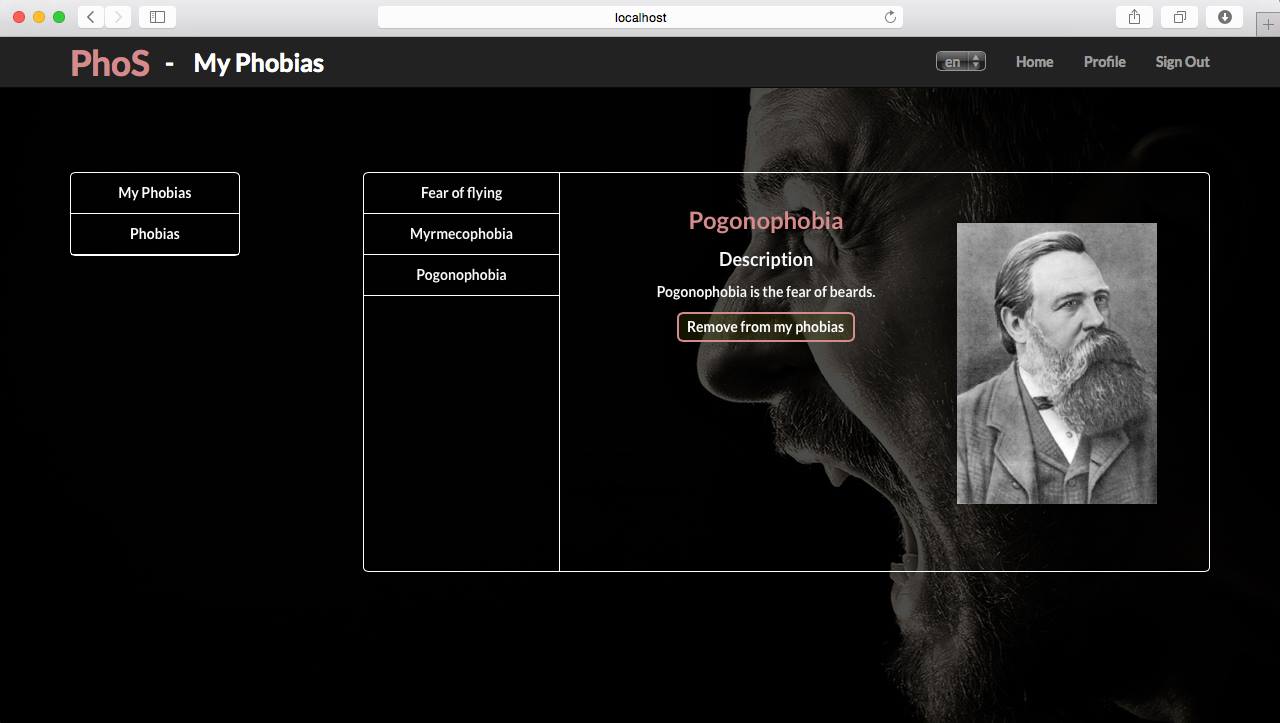 localhost
PhoS - My Phobias
en
Home
Profile
Sign Out
My Phobias
Phobias
Fear of flying
Myrmecophobia
Pogonophobia
Pogonophobia
Description
Pogonophobia is the fear of beards.
Remove from my phobias